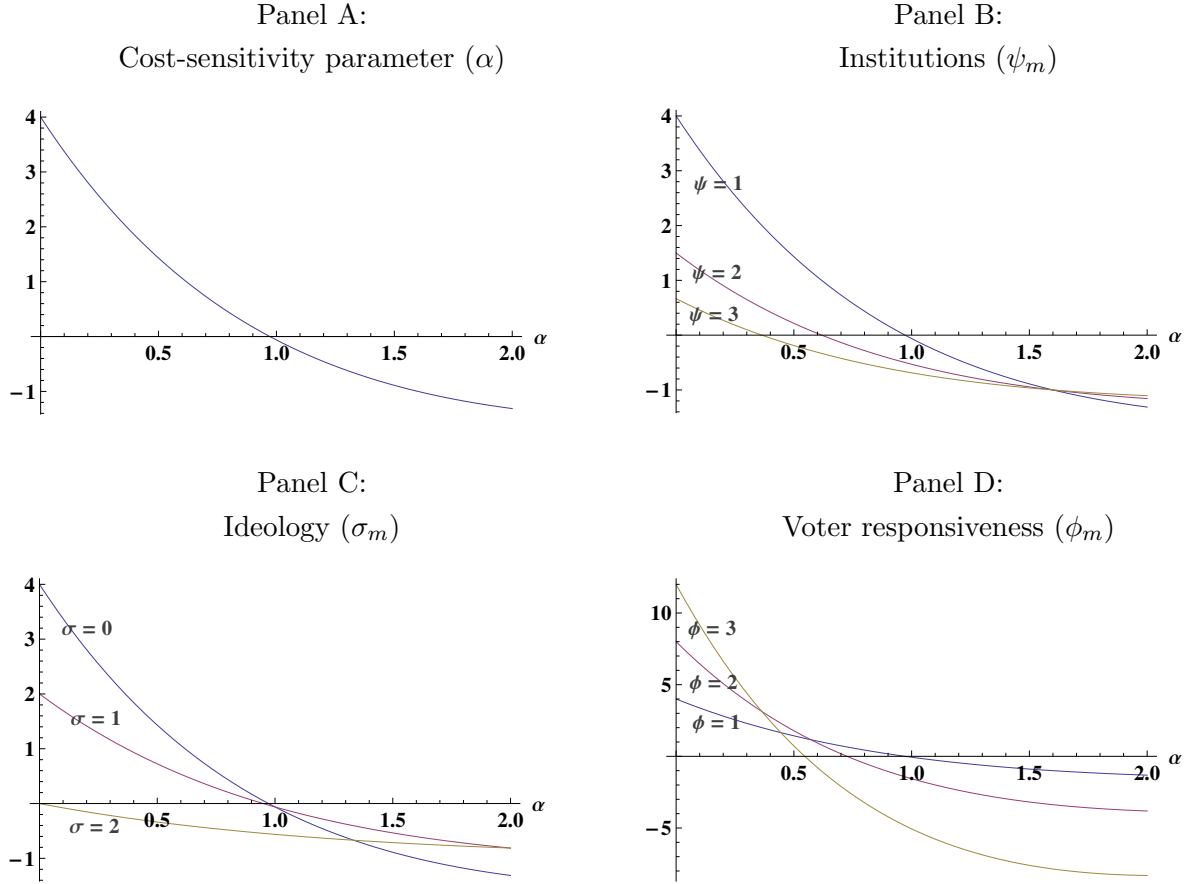 Panel A:
Cost-sensitivity parameter (α)
4
3
2
1
−1
0.5
1.0
1.5
2.0
α
Panel B:
Institutions (ψm)
4
3
2
1
−1
ψ = 1
ψ = 2
ψ = 3
0.5
1.0
1.5
2.0
α
Panel C:
Ideology (σm)
4
3
2
1
−1
σ = 0
σ = 1
σ = 2
0.5
1.0
1.5
2.0
α
Panel D:
Voter responsiveness (ϕm)
10
5
−5
ϕ = 3
ϕ = 2
ϕ = 1
0.5
1.0
1.5
2.0
α